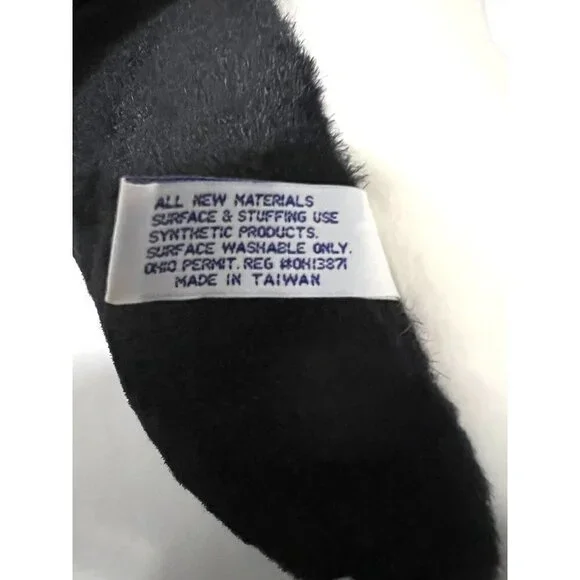 ALL NEW MATERIALS
SURFACE & STUFFING USE
SYNTHETIC PRODUCTS.
SURFACE WASHABLE ONLY.
OHIO PERMIT. REG #OH13871
MADE IN TAIWAN